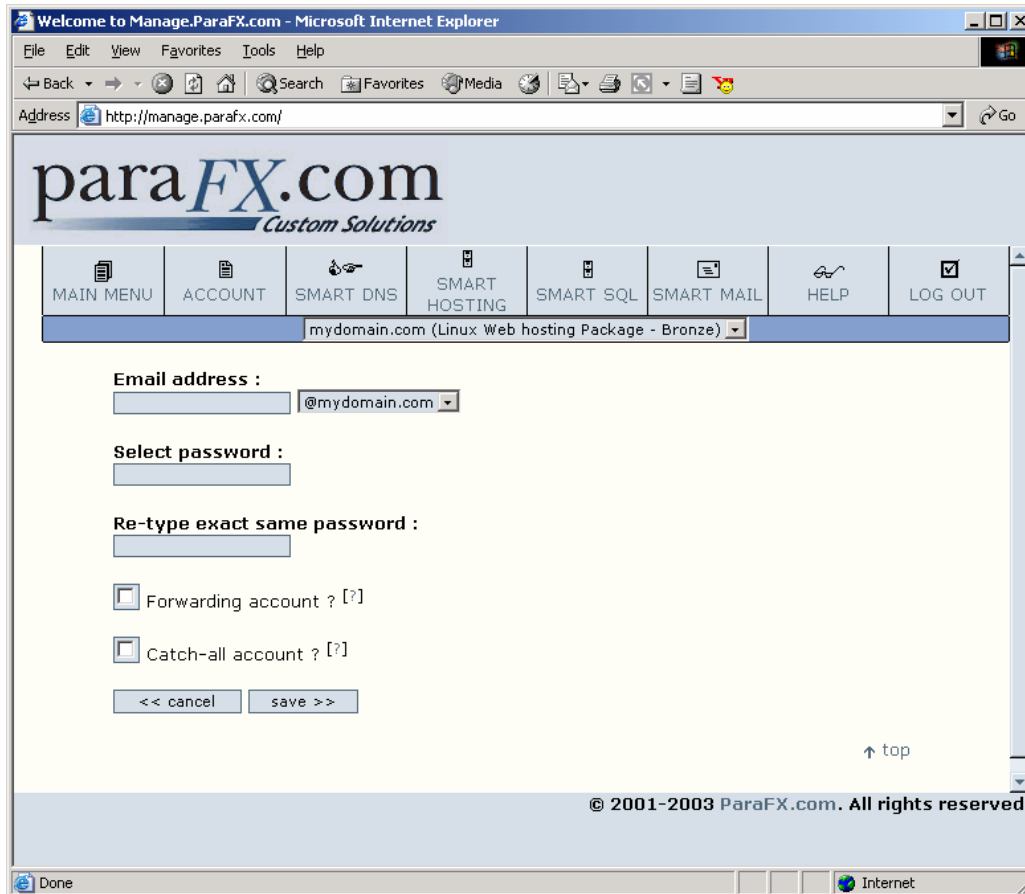 Welcome to Manage.ParaFX.com - Microsoft Internet Explorer
File Edit View Favorites Tools Help
Back Search Favorites Media
Address http://manage.parafx.com/ Go
paraFX.com
Custom Solutions
MAIN MENU ACCOUNT SMART DNS SMART HOSTING SMART SQL SMART MAIL HELP LOG OUT
mydomain.com (Linux Web hosting Package - Bronze)
Email address :
@mydomain.com
Select password :
Re-type exact same password :
Forwarding account ? [?]
Catch-all account ? [?]
<< cancel save >>
top
© 2001-2003 ParaFX.com. All rights reserved
Done Internet